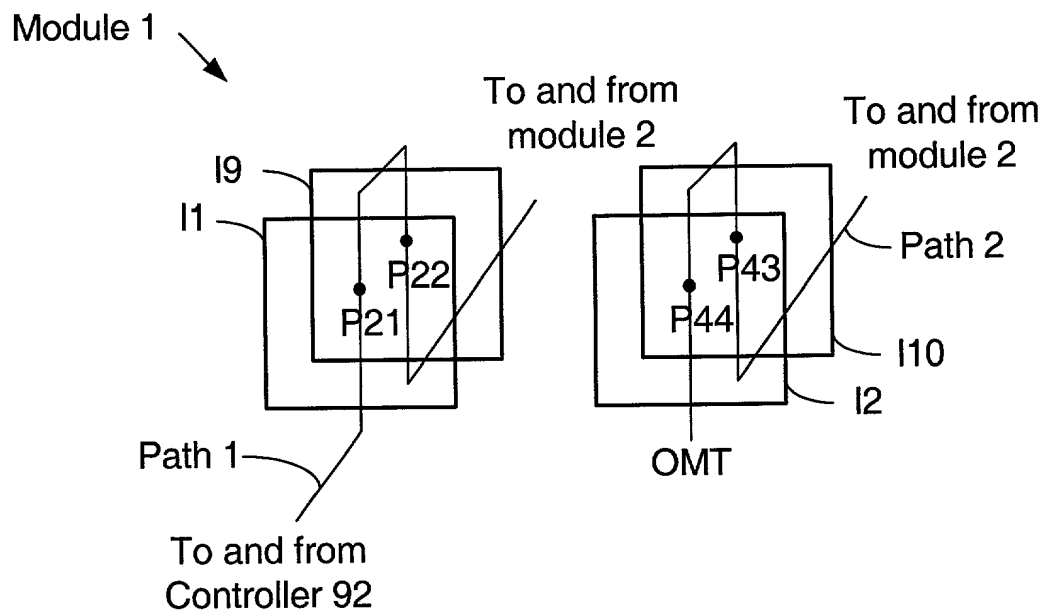 Module 1
To and from
module 2
To and from
module 2
I9
I1
P22
P21
P43
P44
Path 2
I10
I2
Path 1
OMT
To and from
Controller 92